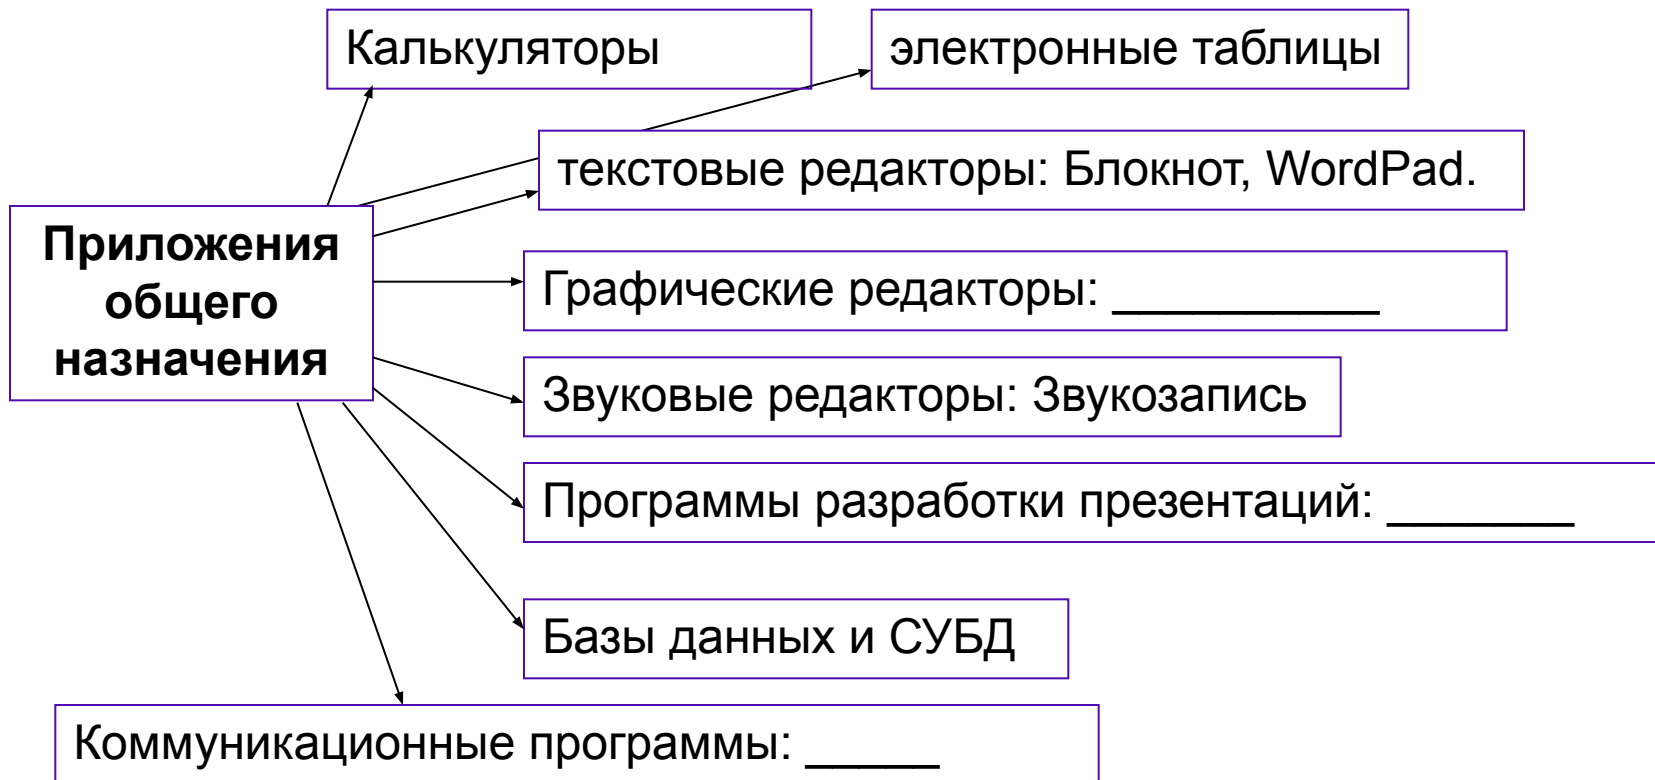 Калькуляторы
электронные таблицы
текстовые редакторы: Блокнот, WordPad.
Приложения
общего
назначения
Графические редакторы: __________
Звуковые редакторы: Звукозапись
Программы разработки презентаций: _______
Базы данных и СУБД
Коммуникационные программы: _____